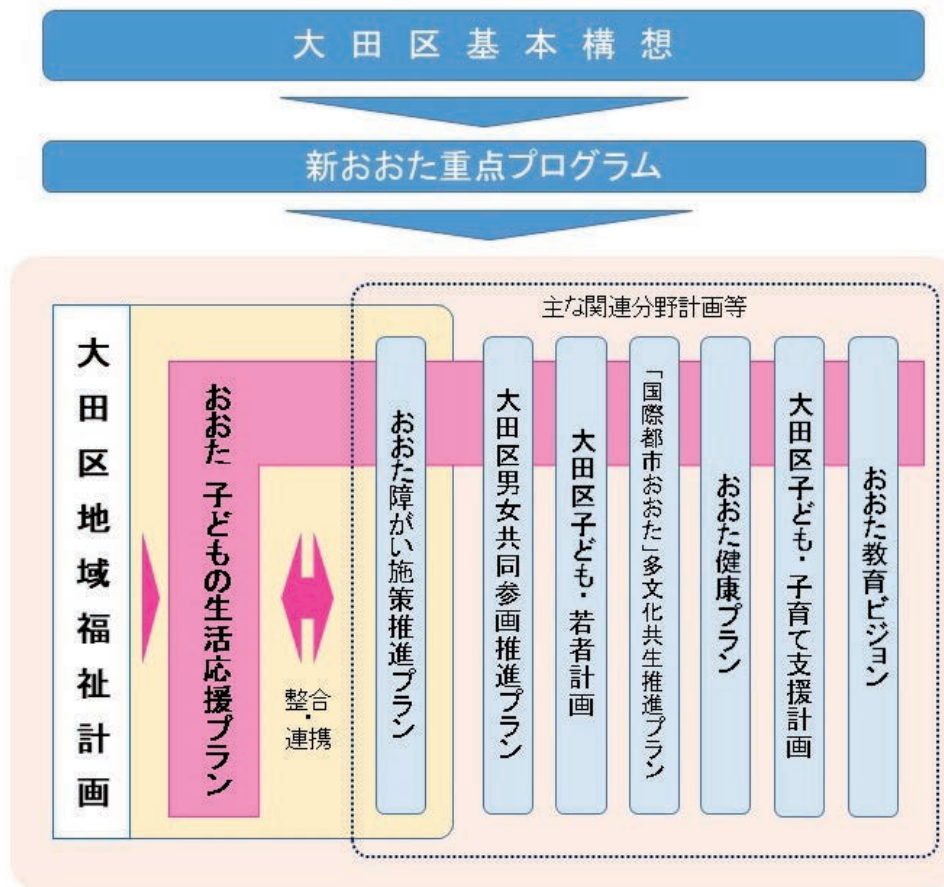 大田区基本構想
新おおた重点プログラム
主な関連分野計画等
大田区地域福祉計画
おおた 子どもの生活応援プラン
整合・連携
おおた障がい施策推進プラン
大田区男女共同参画推進プラン
大田区子ども・若者計画
「国際都市おおた」多文化共生推進プラン
おおた健康プラン
大田区子ども・子育て支援計画
おおた教育ビジョン